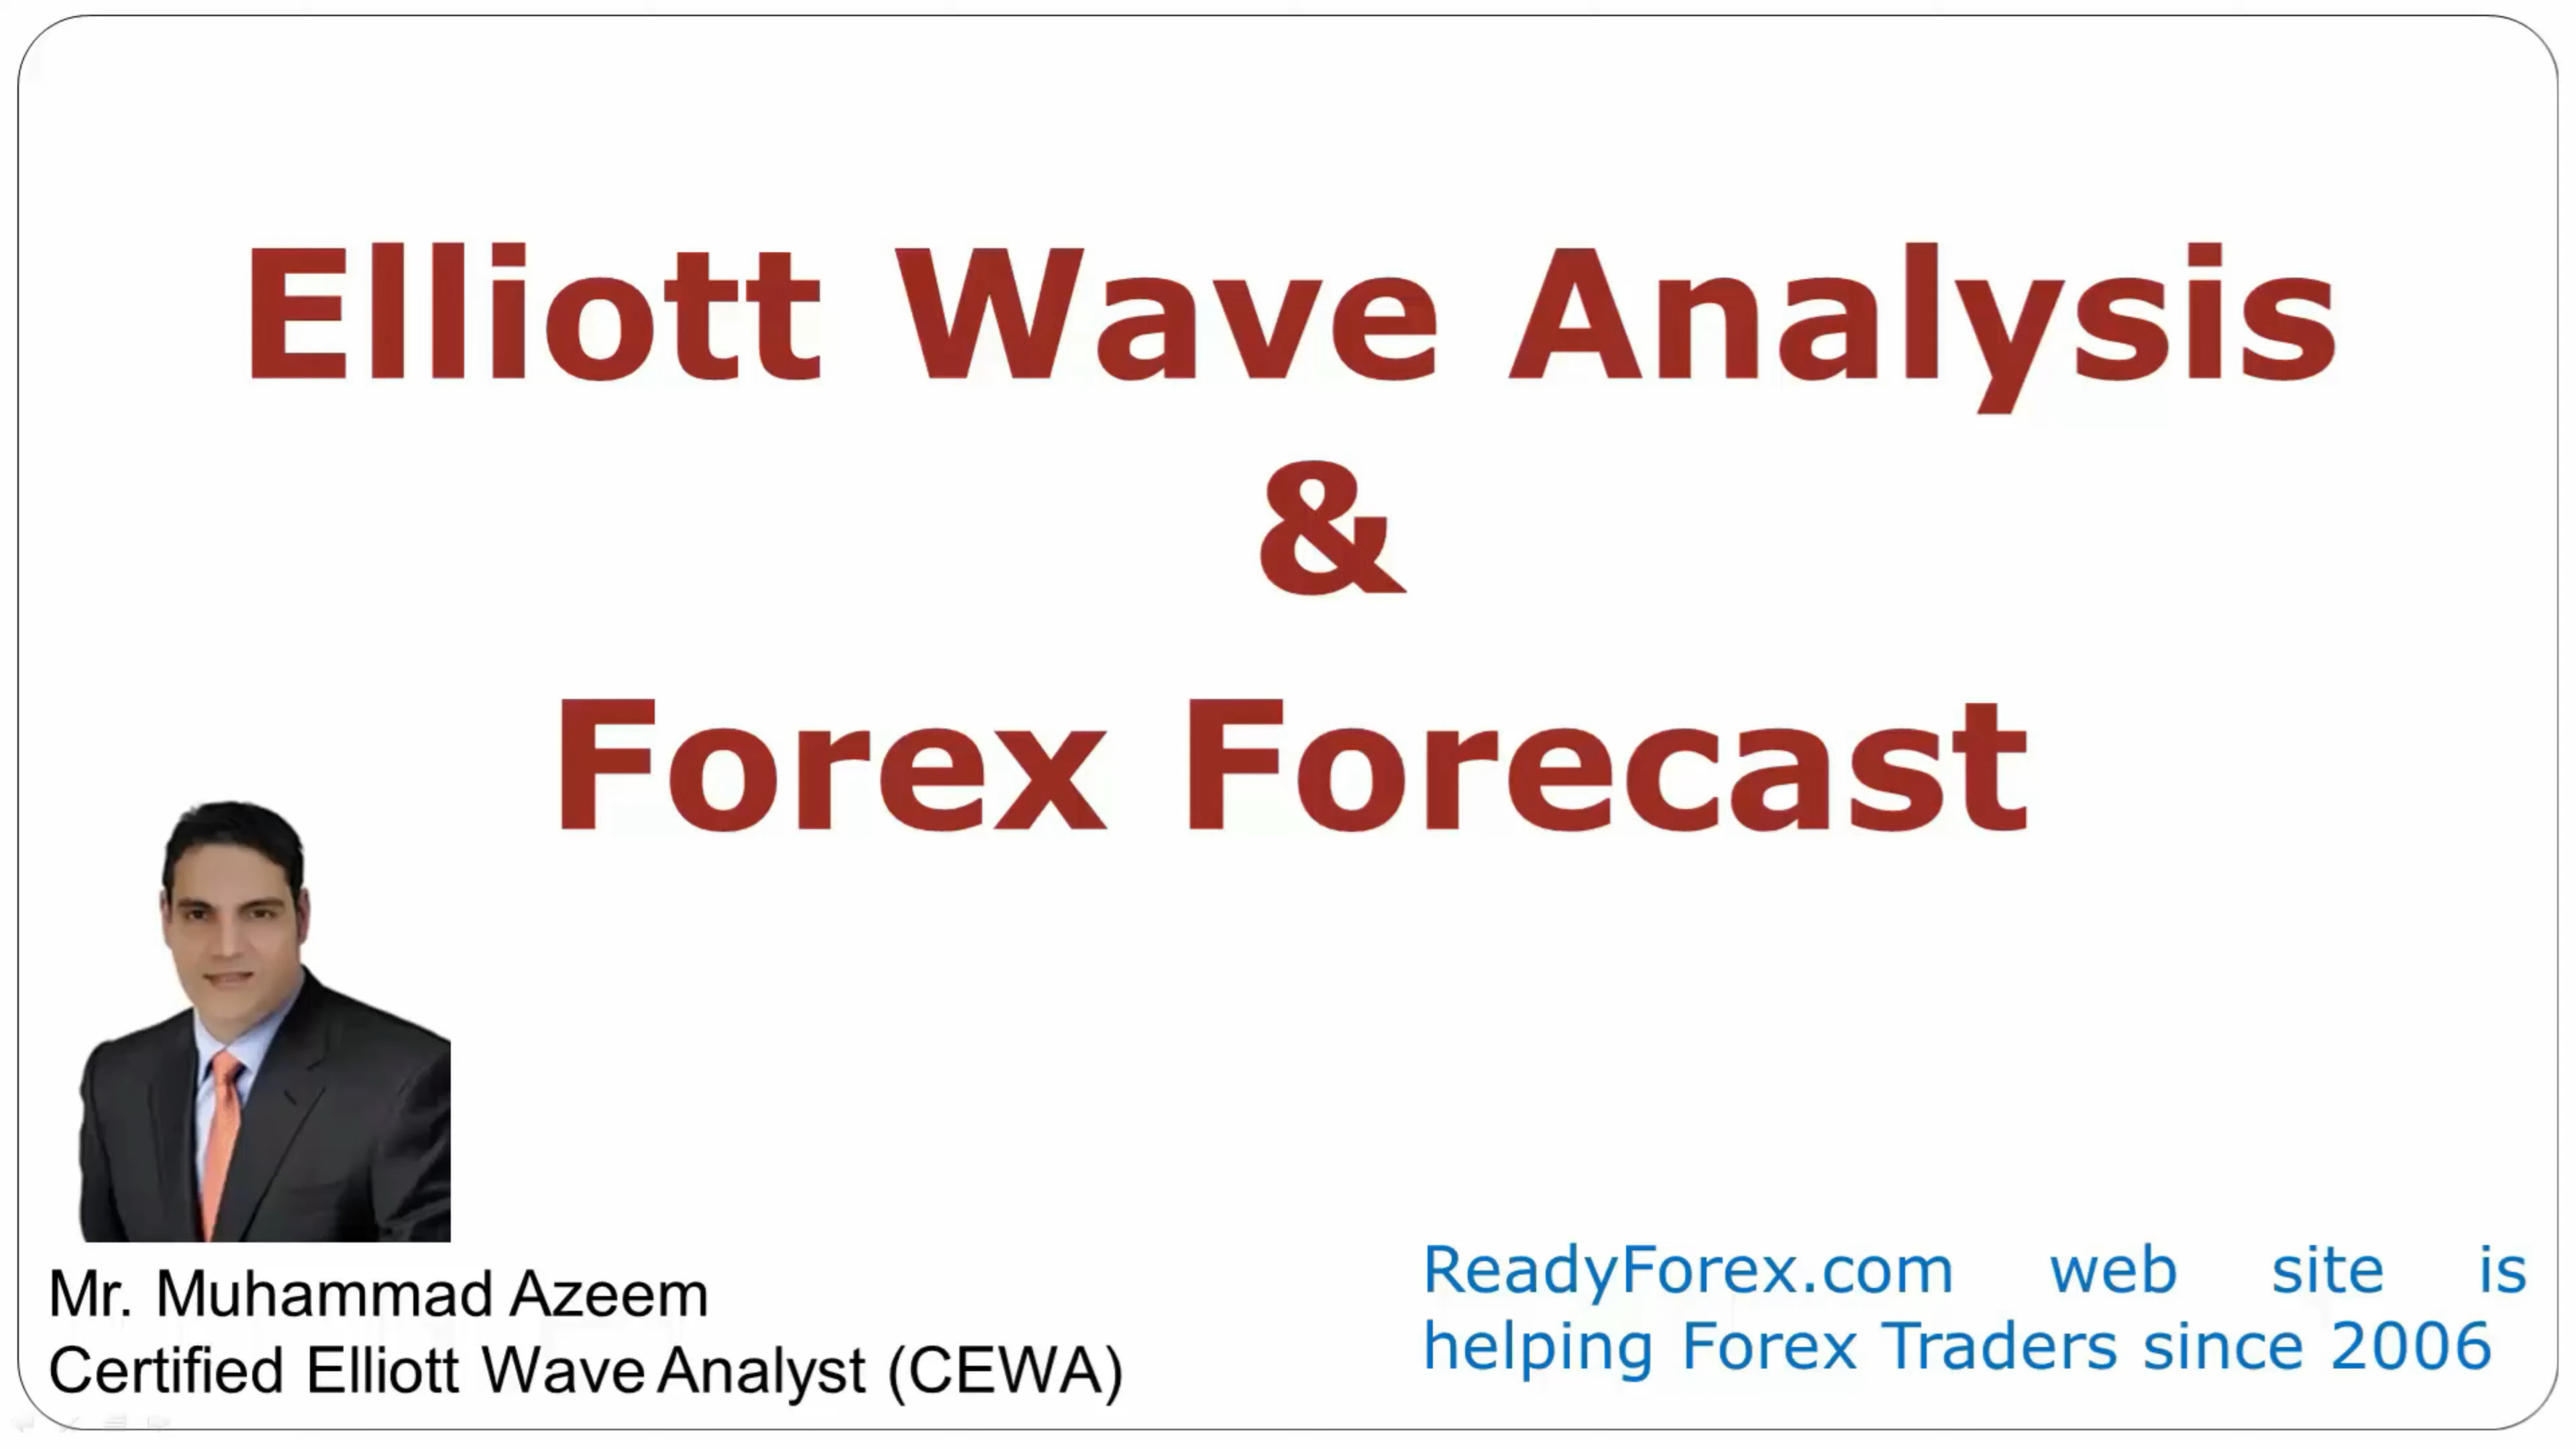 Elliott Wave Analysis
&
Forex Forecast
Mr. Muhammad Azeem
Certified Elliott Wave Analyst (CEWA)
ReadyForex.com web site is
helping Forex Traders since 2006